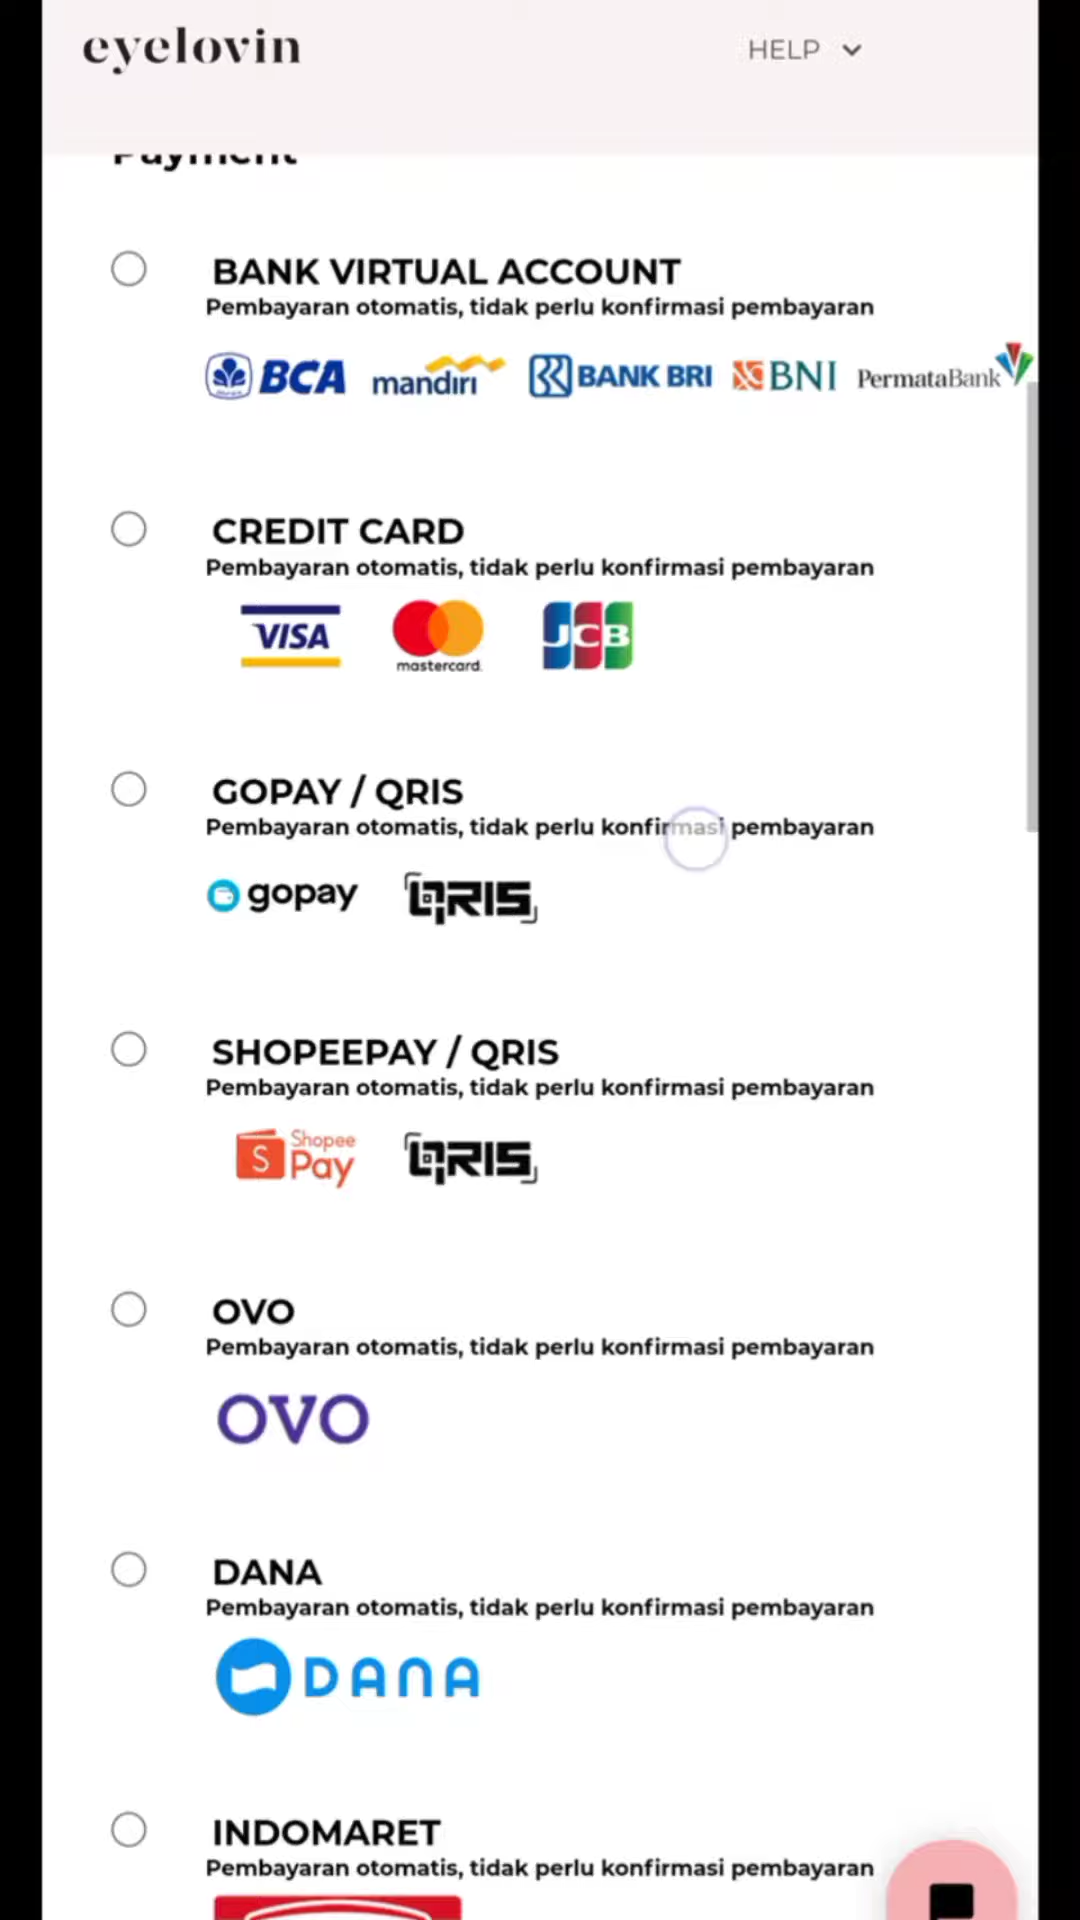 eyelovin
HELP
Payment
BANK VIRTUAL ACCOUNT
Pembayaran otomatis, tidak perlu konfirmasi pembayaran
BCA mandiri BANK BRI BNI PermataBank
CREDIT CARD
Pembayaran otomatis, tidak perlu konfirmasi pembayaran
VISA mastercard. JCB
GOPAY / QRIS
Pembayaran otomatis, tidak perlu konfirmasi pembayaran
gopay QRIS
SHOPEEPAY / QRIS
Pembayaran otomatis, tidak perlu konfirmasi pembayaran
S Shopee Pay QRIS
OVO
Pembayaran otomatis, tidak perlu konfirmasi pembayaran
OVO
DANA
Pembayaran otomatis, tidak perlu konfirmasi pembayaran
DANA
INDOMARET
Pembayaran otomatis, tidak perlu konfirmasi pembayaran